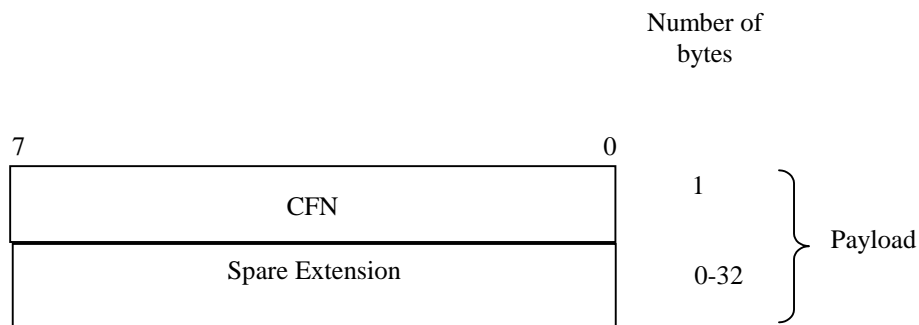 Number of
bytes
7 0
CFN 1
Payload
Spare Extension 0-32